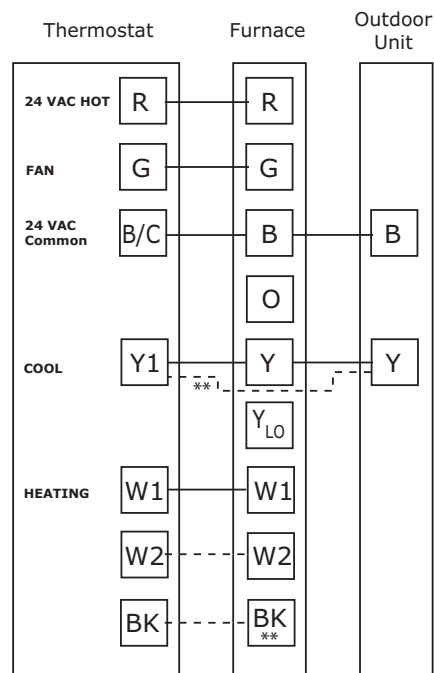 Thermostat Furnace Outdoor Unit
24 VAC HOT R R
FAN G G
24 VAC Common B/C B B
O
COOL Y1 Y Y
**
YLO
HEATING W1 W1
W2 W2
BK BK
**